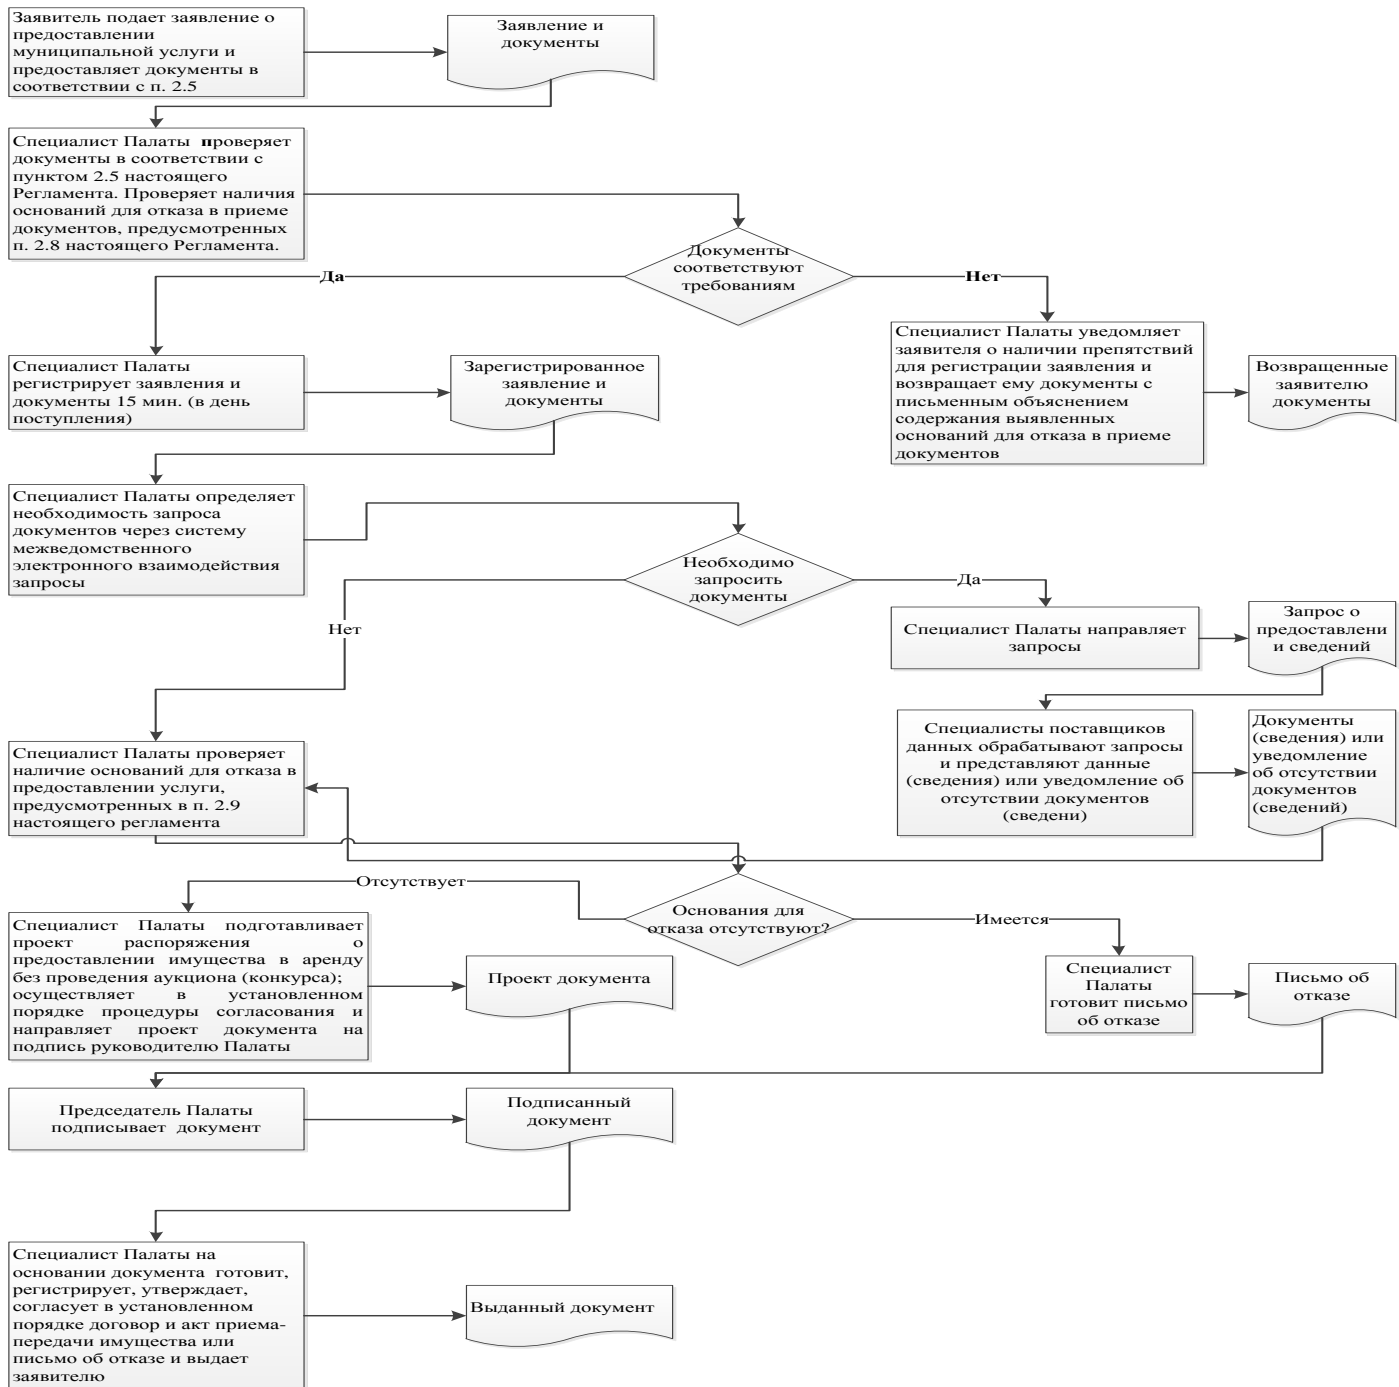 Заявитель подает заявление о
предоставлении
муниципальной услуги и
предоставляет документы в
соответствии с п. 2.5
Заявление и
документы
Специалист Палаты  проверяет
документы в соответствии с
пунктом 2.5 настоящего
Регламента. Проверяет наличия
оснований для отказа в приеме
документов, предусмотренных
п. 2.8 настоящего Регламента.
Документы
соответствуют
требованиям
Да
Нет
Специалист Палаты
регистрирует заявления и
документы 15 мин. (в день
поступления)
Зарегистрированное
заявление и
документы
Специалист Палаты уведомляет
заявителя о наличии препятствий
для регистрации заявления и
возвращает ему документы с
письменным объяснением
содержания выявленных
оснований для отказа в приеме
документов
Возвращенные
заявителю
документы
Специалист Палаты определяет
необходимость запроса
документов через систему
межведомственного
электронного взаимодействия
запросы
Необходимо
запросить
документы
Да
Нет
Специалист Палаты направляет
запросы
Запрос о
предоставлени
и сведений
Специалисты поставщиков
данных обрабатывают запросы
и представляют данные
(сведения) или уведомление об
отсутствии документов
(сведени)
Документы
(сведения) или
уведомление
об отсутствии
документов
(сведений)
Специалист Палаты проверяет
наличие оснований для отказа в
предоставлении услуги,
предусмотренных в п. 2.9
настоящего регламента
Основания для
отказа отсутствуют?
Отсутствует
Имеется
Специалист Палаты подготавливает
проект распоряжения о
предоставлении имущества в аренду
без проведения аукциона (конкурса);
осуществляет в установленном
порядке процедуры согласования и
направляет проект документа на
подпись руководителю Палаты
Проект документа
Специалист
Палаты
готовит письмо
об отказе
Письмо об
отказе
Председатель Палаты
подписывает  документ
Подписанный
документ
Специалист Палаты на
основании документа  готовит,
регистрирует, утверждает,
согласует в установленном
порядке договор и акт приема-
передачи имущества или
письмо об отказе и выдает
заявителю
Выданный документ